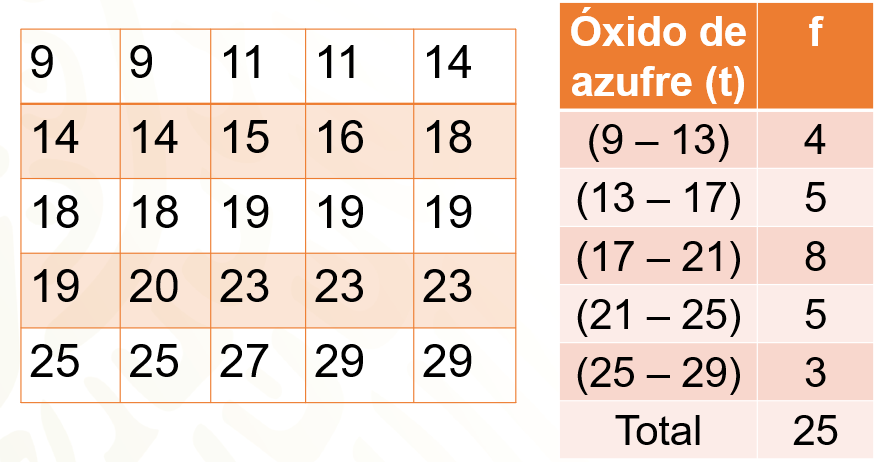 9 9 11 11 14
14 14 15 16 18
18 18 19 19 19
19 20 23 23 23
25 25 27 29 29
Óxido de azufre (t) f
(9 – 13) 4
(13 – 17) 5
(17 – 21) 8
(21 – 25) 5
(25 – 29) 3
Total 25